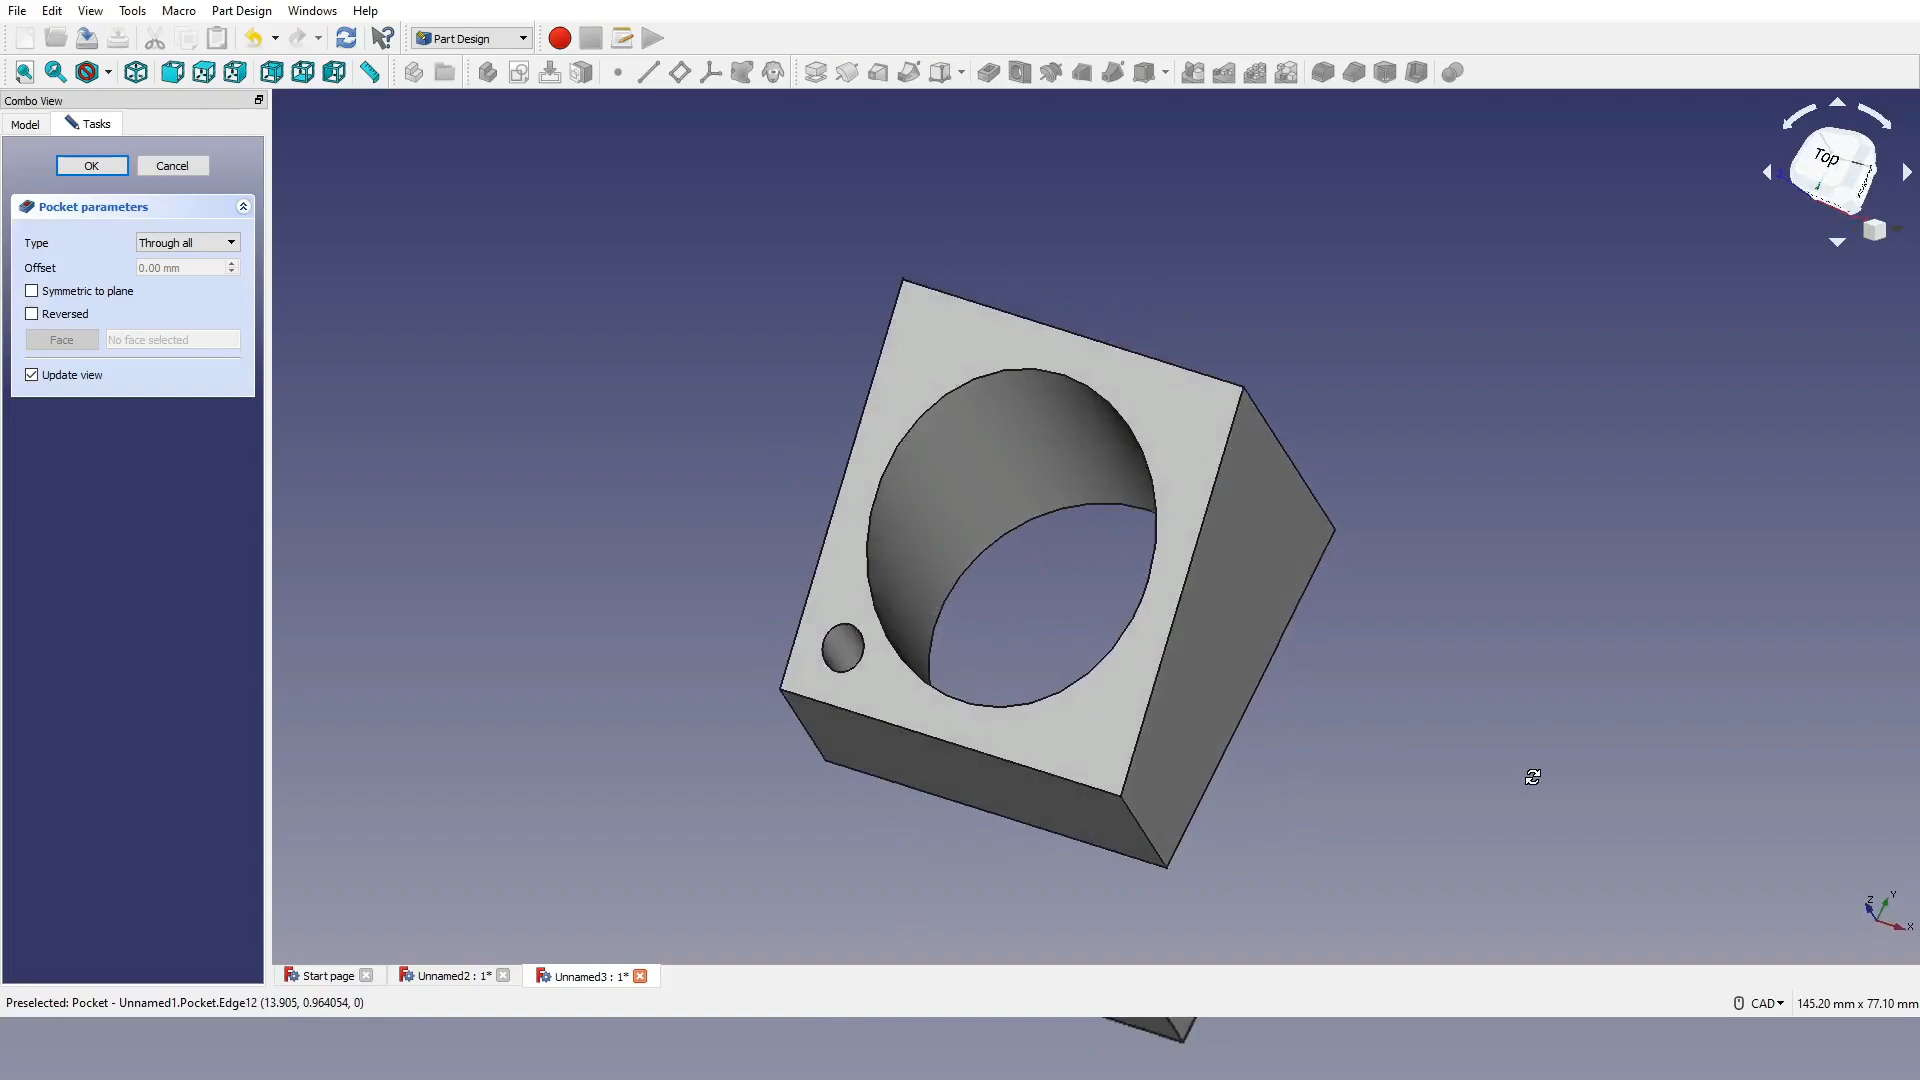 File Edit View Tools Macro Part Design Windows Help
Part Design
Combo View
Model Tasks
OK Cancel
Pocket parameters
Type Through all
Offset 0.00 mm
Symmetric to plane
Reversed
Face No face selected
Update view
Top
Z Y X
Start page Unnamed2 : 1* Unnamed3 : 1*
Preselected: Pocket - Unnamed1.Pocket.Edge12 (13.905, 0.964054, 0) CAD 145.20 mm x 77.10 mm